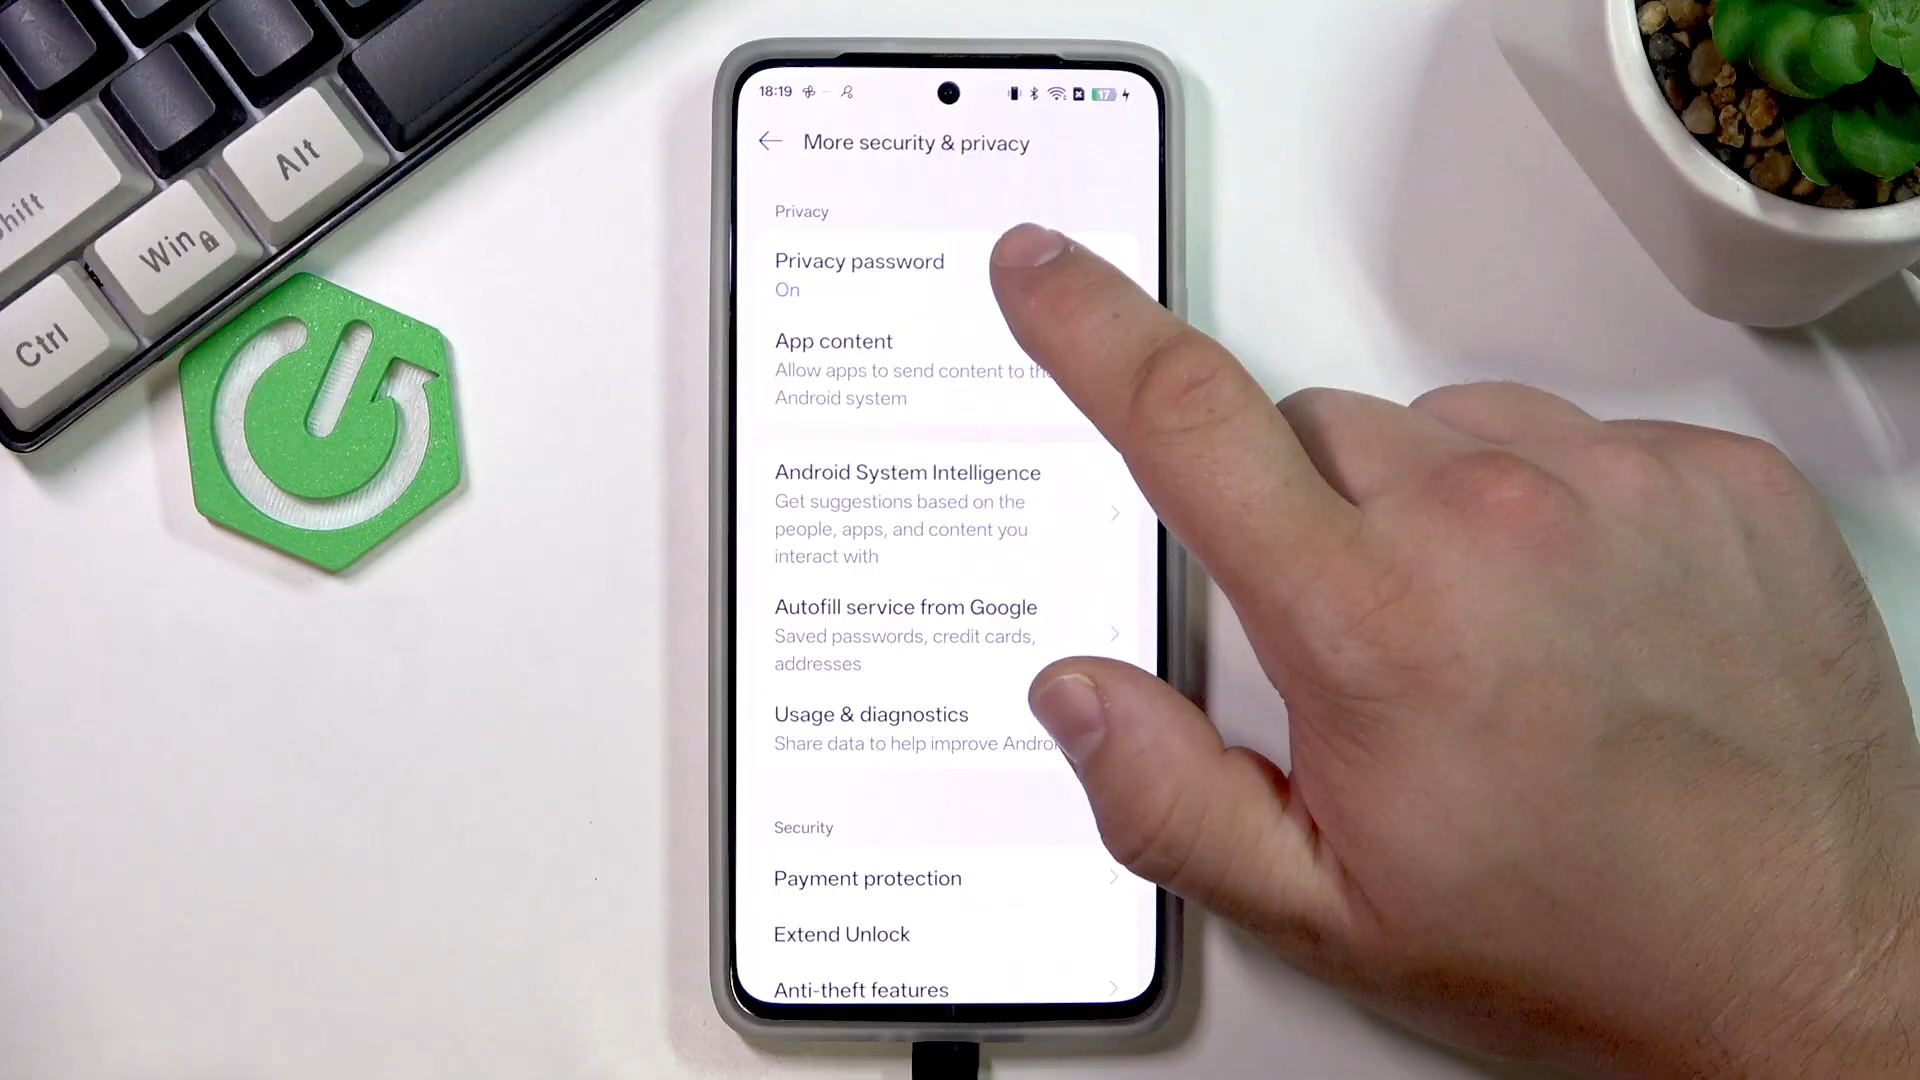 18:19
17
More security & privacy
Privacy
Privacy password
On
App content
Allow apps to send content to the
Android system
Android System Intelligence
Get suggestions based on the
people, apps, and content you
interact with
Autofill service from Google
Saved passwords, credit cards,
addresses
Usage & diagnostics
Share data to help improve
Security
Payment protection
Extend Unlock
Anti-theft features
Alt
Win
Ctrl